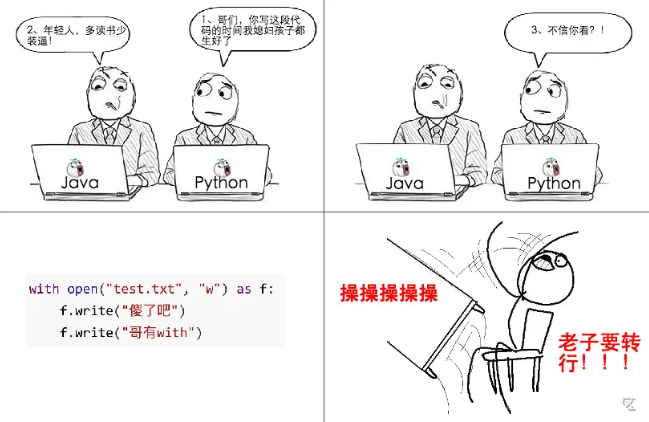 2、年轻人，多读书少
装逼！
1、哥们，你写这段代
码的时间我媳妇孩子都
生好了
Java
Python
3、不信你看？！
Java
Python
with open("test.txt", "w") as f:
f.write("傻了吧")
f.write("哥有with")
操操操操操
老子要转
行！！！